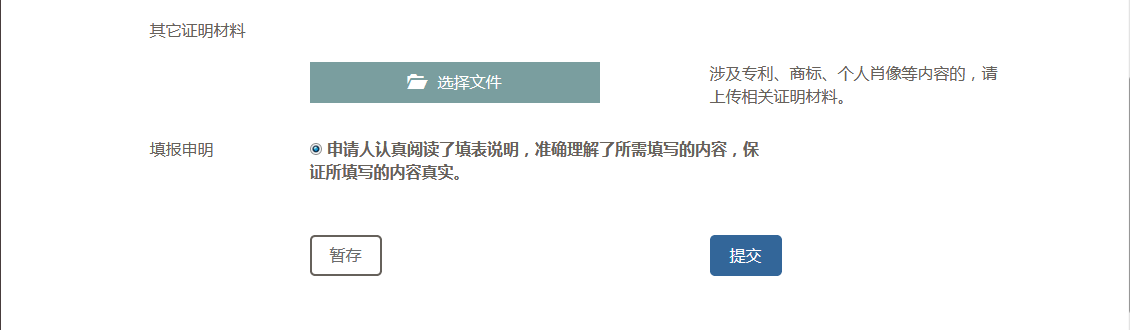 其它证明材料
选择文件
涉及专利、商标、个人肖像等内容的，请
上传相关证明材料。
填报申明
申请人认真阅读了填表说明，准确理解了所需填写的内容，保
证所填写的内容真实。
暂存
提交